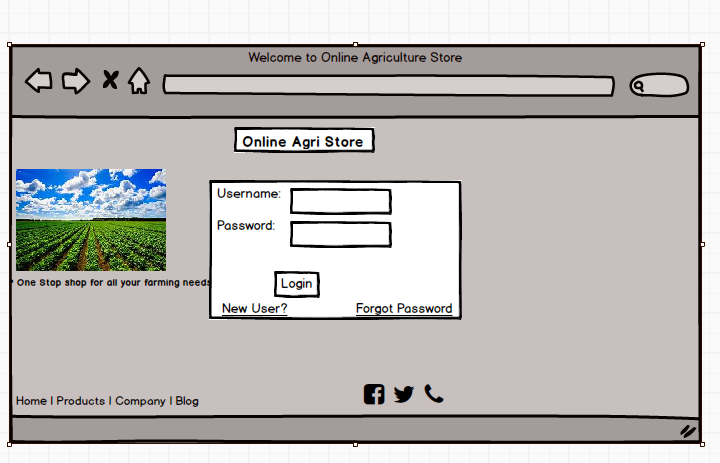 Welcome to Online Agriculture Store
Online Agri Store
Username:
Password:
Login
New User? Forgot Password
* One Stop shop for all your farming needs
Home | Products | Company | Blog